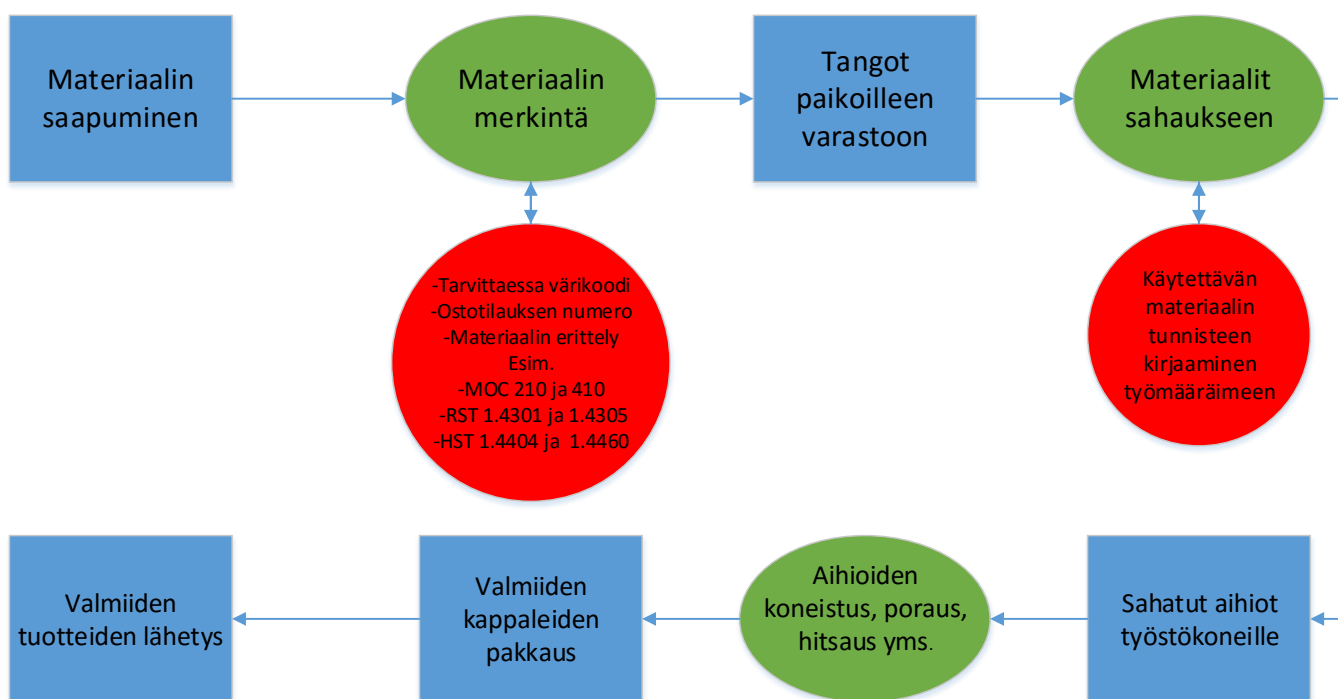 Materiaalin
saapuminen
Materiaalin
merkintä
Tangot
paikoilleen
varastoon
Materiaalit
sahaukseen
-Tarvittaessa värikoodi
-Ostotilauksen numero
-Materiaalin erittely
Esim.
-MOC 210 ja 410
-RST 1.4301 ja 1.4305
-HST 1.4404 ja 1.4460
Käytettävän
materiaalin
tunnisteen
kirjaaminen
työmääräimeen
Sahatut aihiot
työstökoneille
Aihioiden
koneistus, poraus,
hitsaus yms.
Valmiiden
kappaleiden
pakkaus
Valmiiden
tuotteiden lähetys